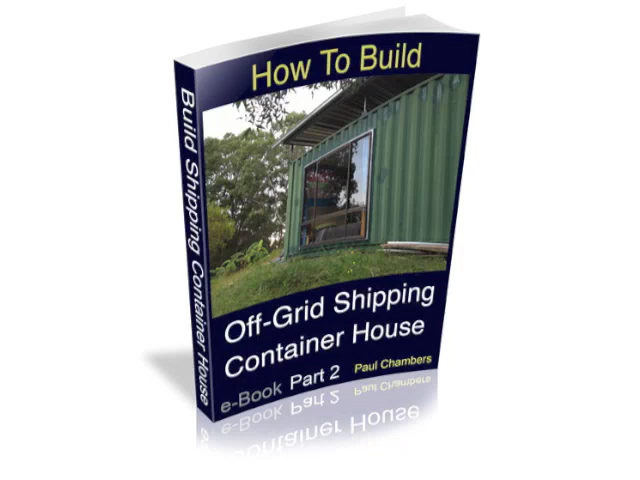 How To Build
Build Shipping Container House
Off-Grid Shipping
Container House
e-Book Part 2
Paul Chambers